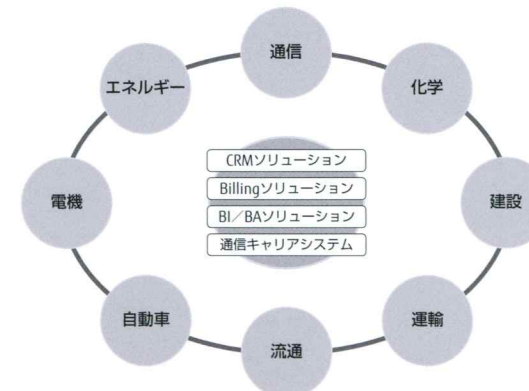 通信
エネルギー
化学
CRMソリューション
Billingソリューション
BI／BAソリューション
通信キャリアシステム
電機
建設
自動車
運輸
流通